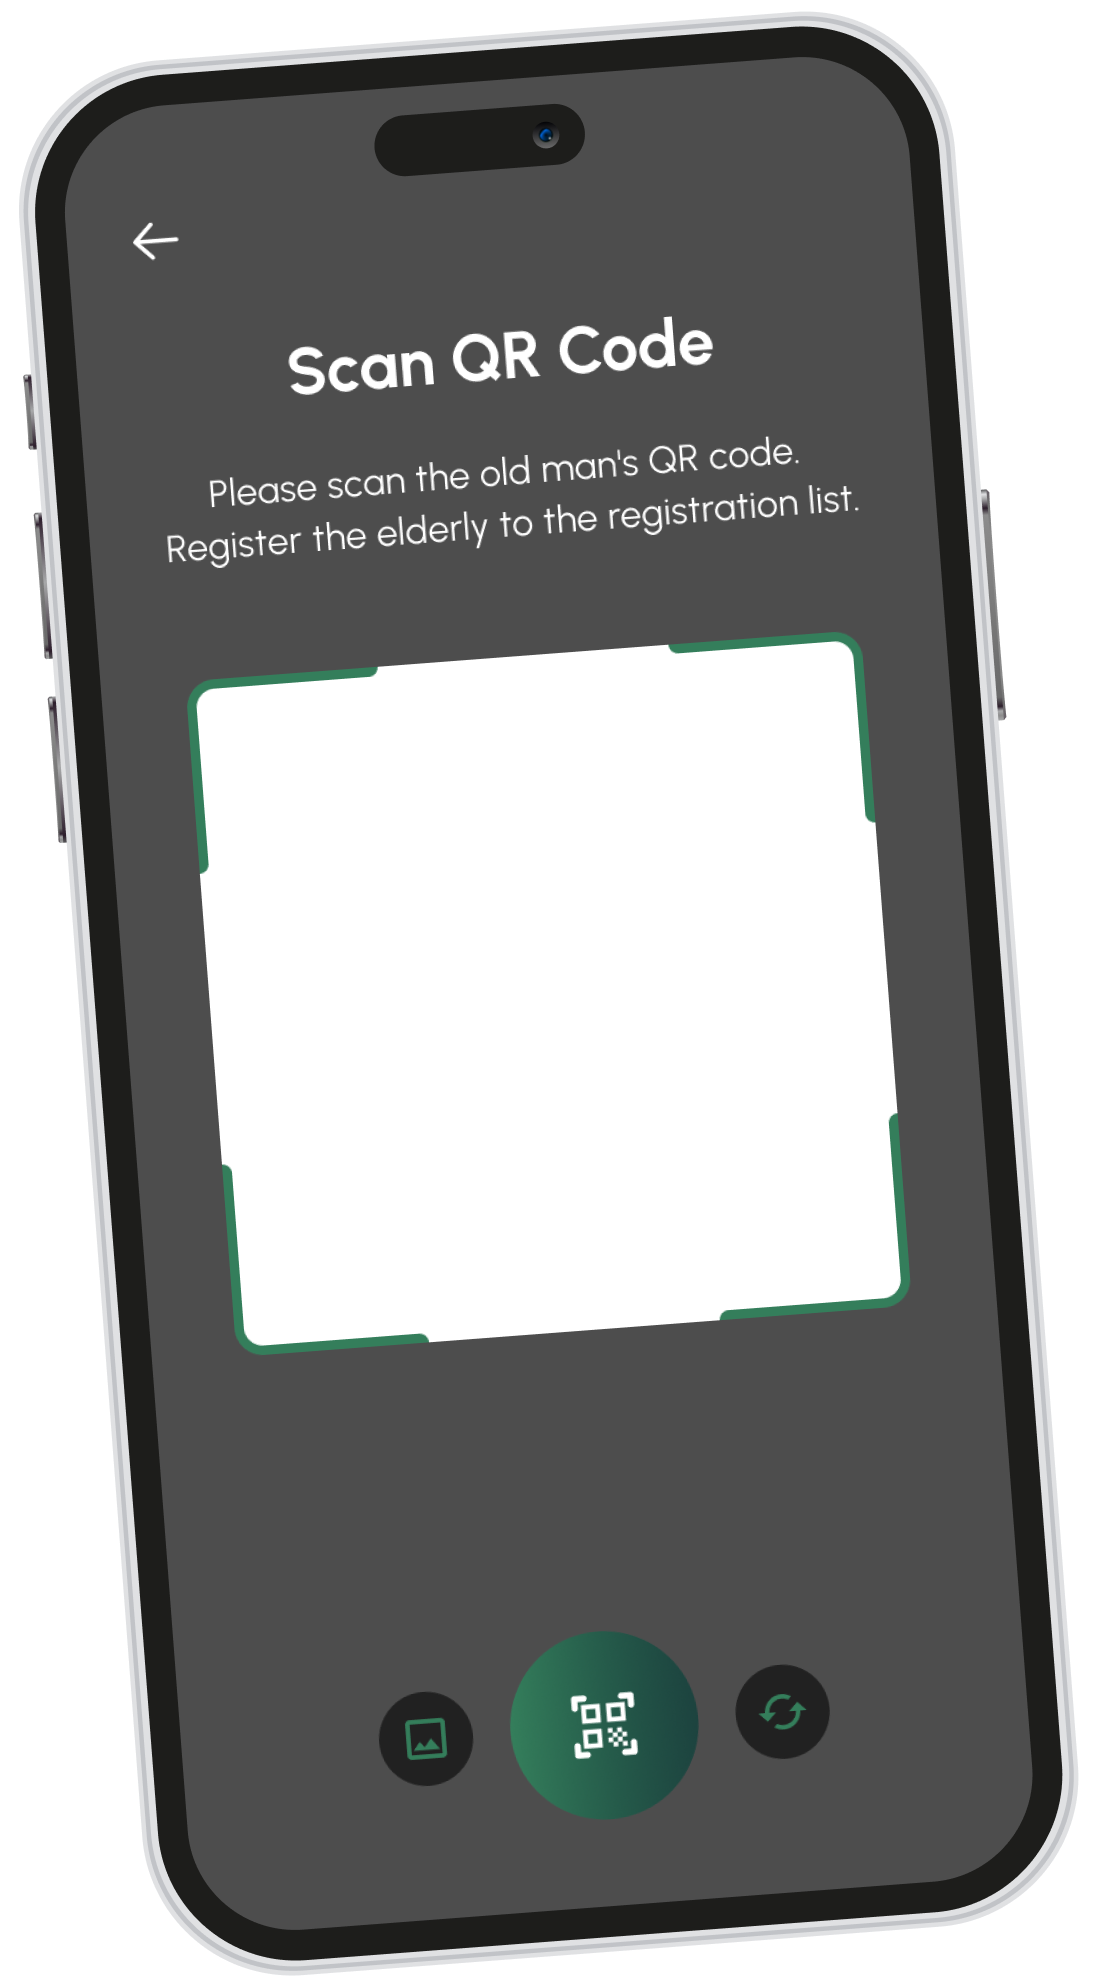 Scan QR Code
Please scan the old man's QR code.
Register the elderly to the registration list.